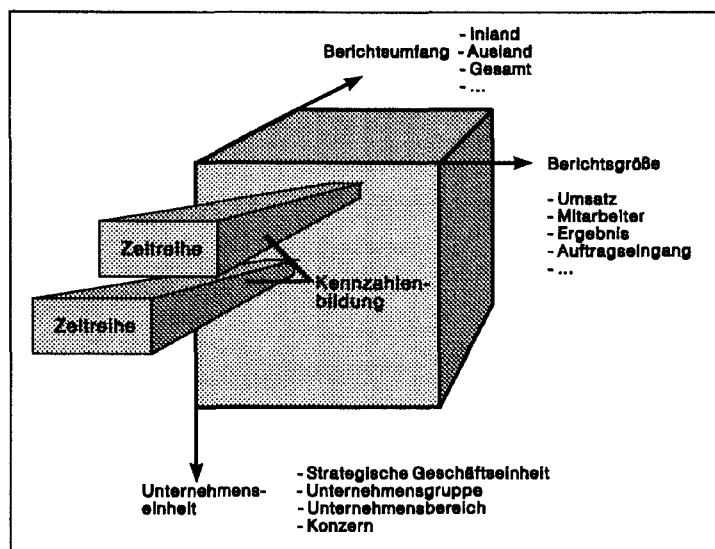 Berichtsumfang
- Inland
- Ausland
- Gesamt
- ...
Berichtsgröße
- Umsatz
- Mitarbeiter
- Ergebnis
- Auftragseingang
- ...
Zeitreihe
Kennzahlen-
bildung
Zeitreihe
Unternehmens-
einheit
- Strategische Geschäftseinheit
- Unternehmensgruppe
- Unternehmensbereich
- Konzern